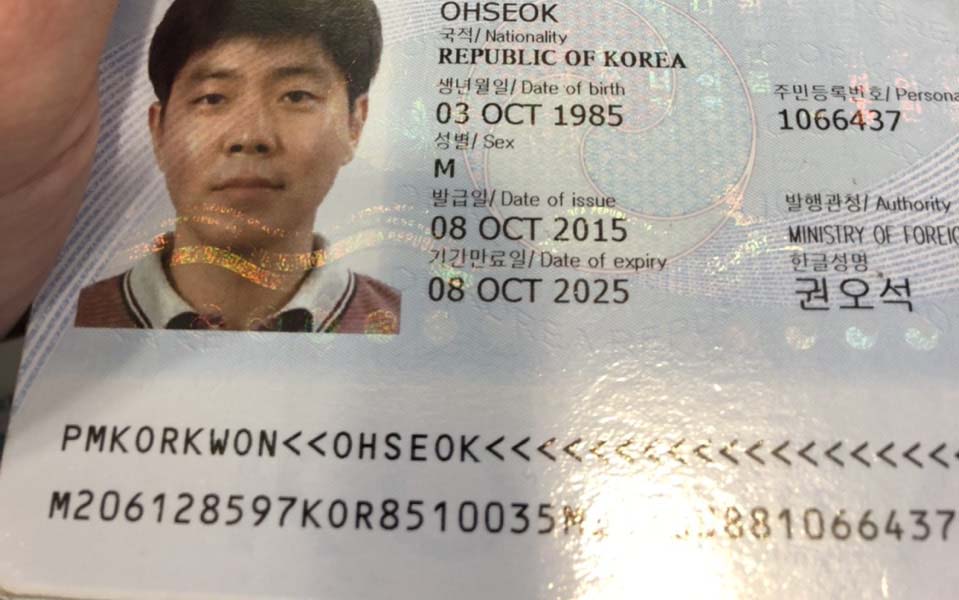 OHSEOK
국적/ Nationality
REPUBLIC OF KOREA
생년월일/ Date of birth
주민등록번호/ Persona
03 OCT 1985
1066437
성별/ Sex
M
발급일/ Date of issue
발행관청/ Authority
08 OCT 2015
MINISTRY OF FOREIG
기간만료일/ Date of expiry
한글성명
08 OCT 2025
권오석
PMKORKWON<<OHSEOK<<<<<<<<<<<<<<<<<<<<
M206128597KOR8510035M 881066437